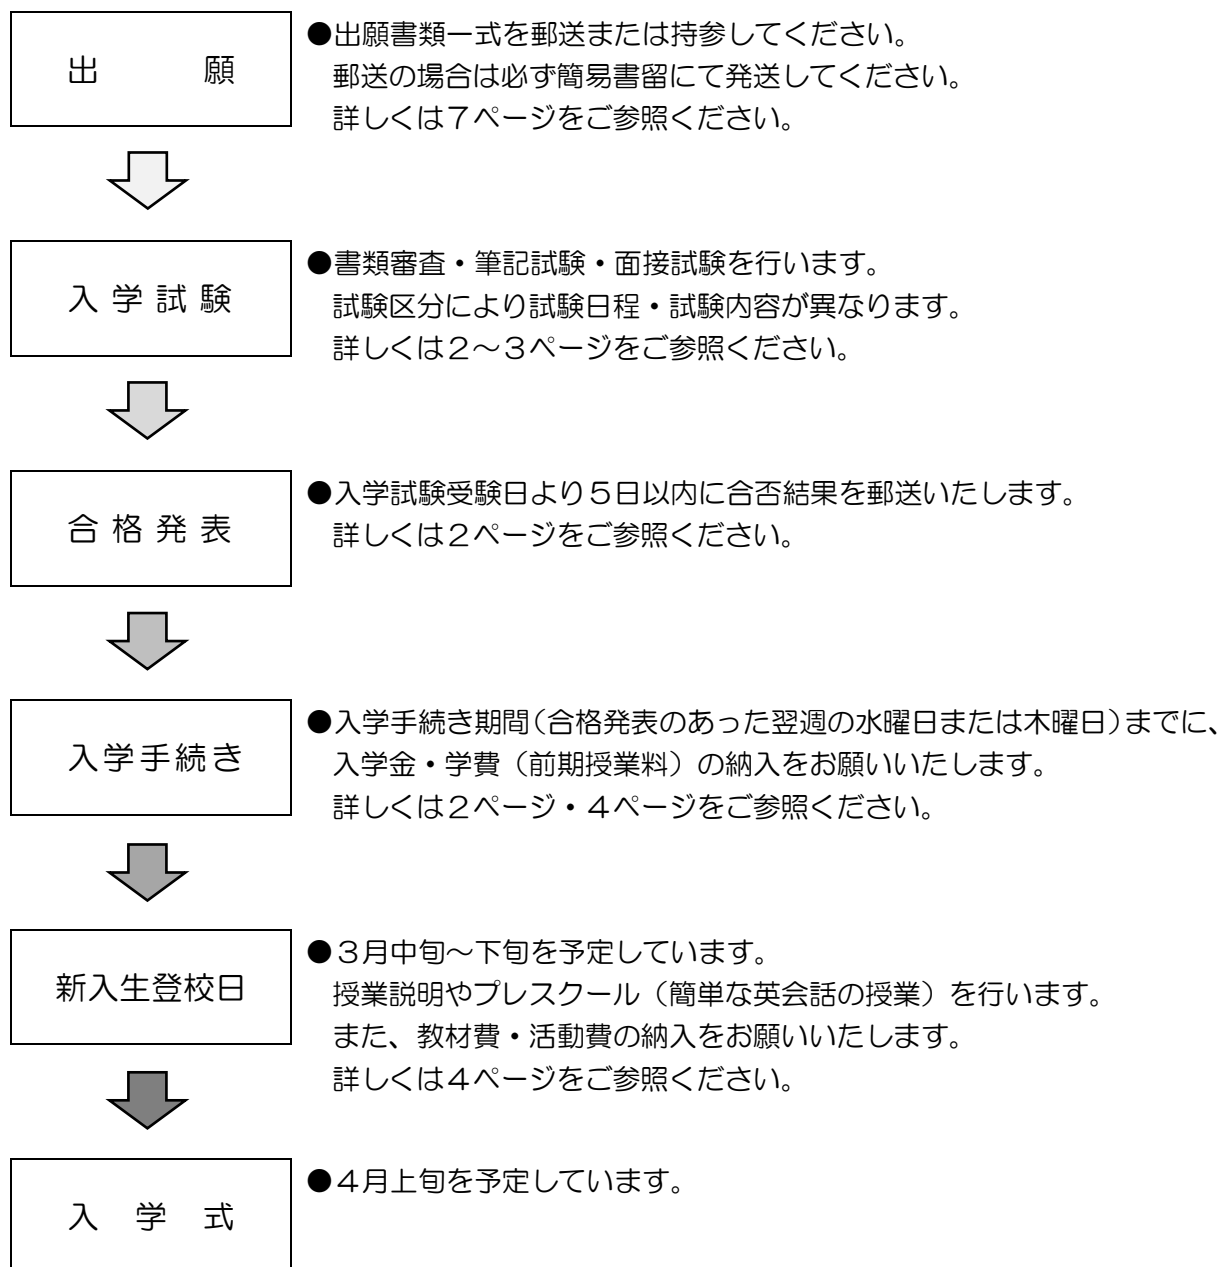 出願
●出願書類一式を郵送または持参してください。
郵送の場合は必ず簡易書留にて発送してください。
詳しくは７ページをご参照ください。
入学試験
●書類審査・筆記試験・面接試験を行います。
試験区分により試験日程・試験内容が異なります。
詳しくは２～３ページをご参照ください。
合格発表
●入学試験受験日より５日以内に合否結果を郵送いたします。
詳しくは２ページをご参照ください。
入学手続き
●入学手続き期間（合格発表のあった翌週の水曜日または木曜日）までに、
入学金・学費（前期授業料）の納入をお願いいたします。
詳しくは２ページ・４ページをご参照ください。
新入生登校日
●３月中旬～下旬を予定しています。
授業説明やプレスクール（簡単な英会話の授業）を行います。
また、教材費・活動費の納入をお願いいたします。
詳しくは４ページをご参照ください。
入学式
●４月上旬を予定しています。